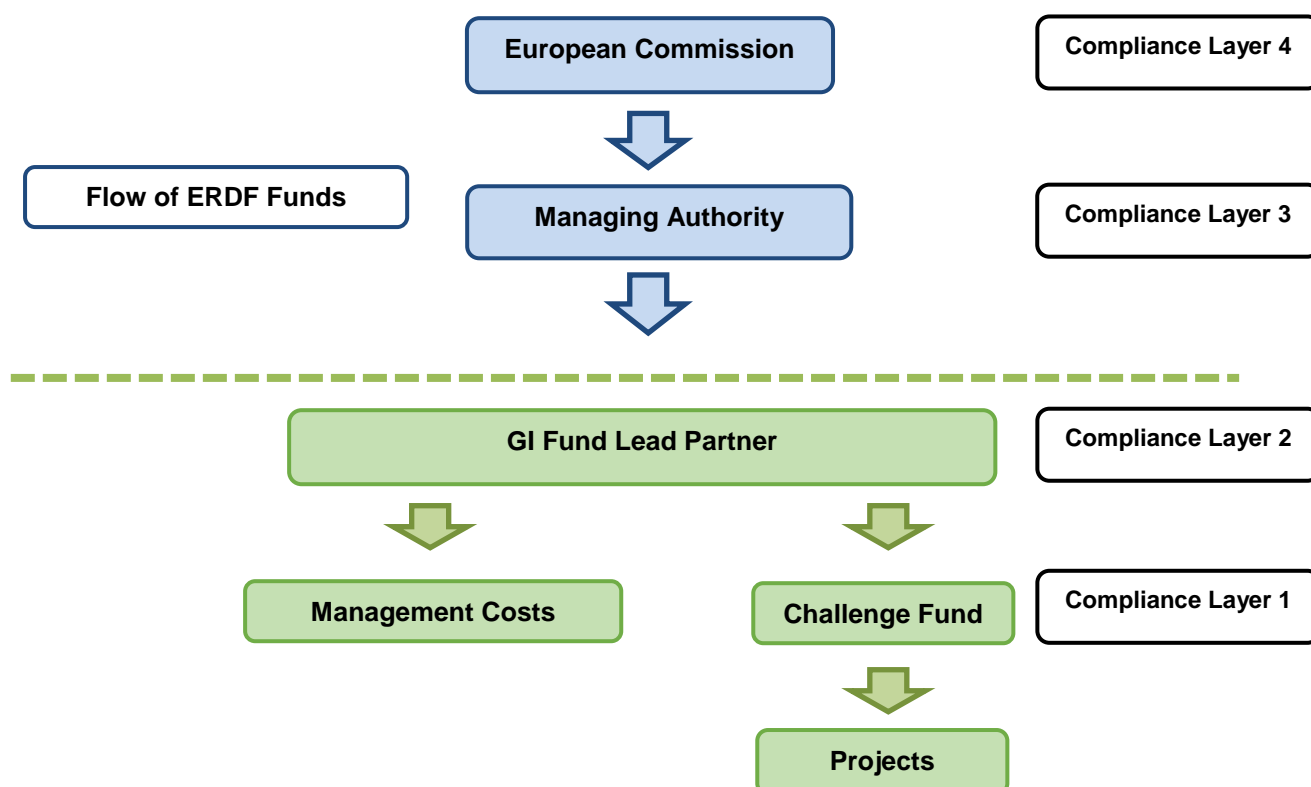 European Commission
Compliance Layer 4
Flow of ERDF Funds
Managing Authority
Compliance Layer 3
GI Fund Lead Partner
Compliance Layer 2
Management Costs
Challenge Fund
Compliance Layer 1
Projects